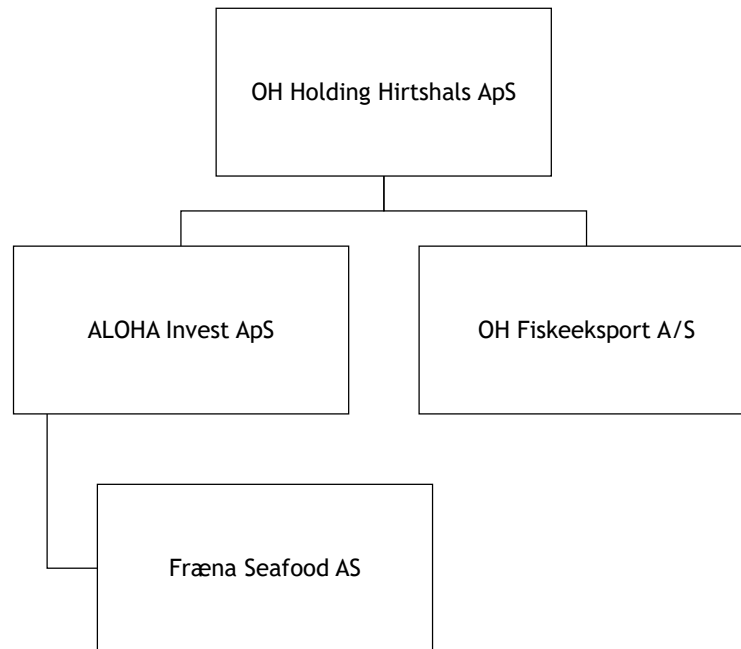 OH Holding Hirtshals ApS
ALOHA Invest ApS
OH Fiskeeksport A/S
Fræna Seafood AS